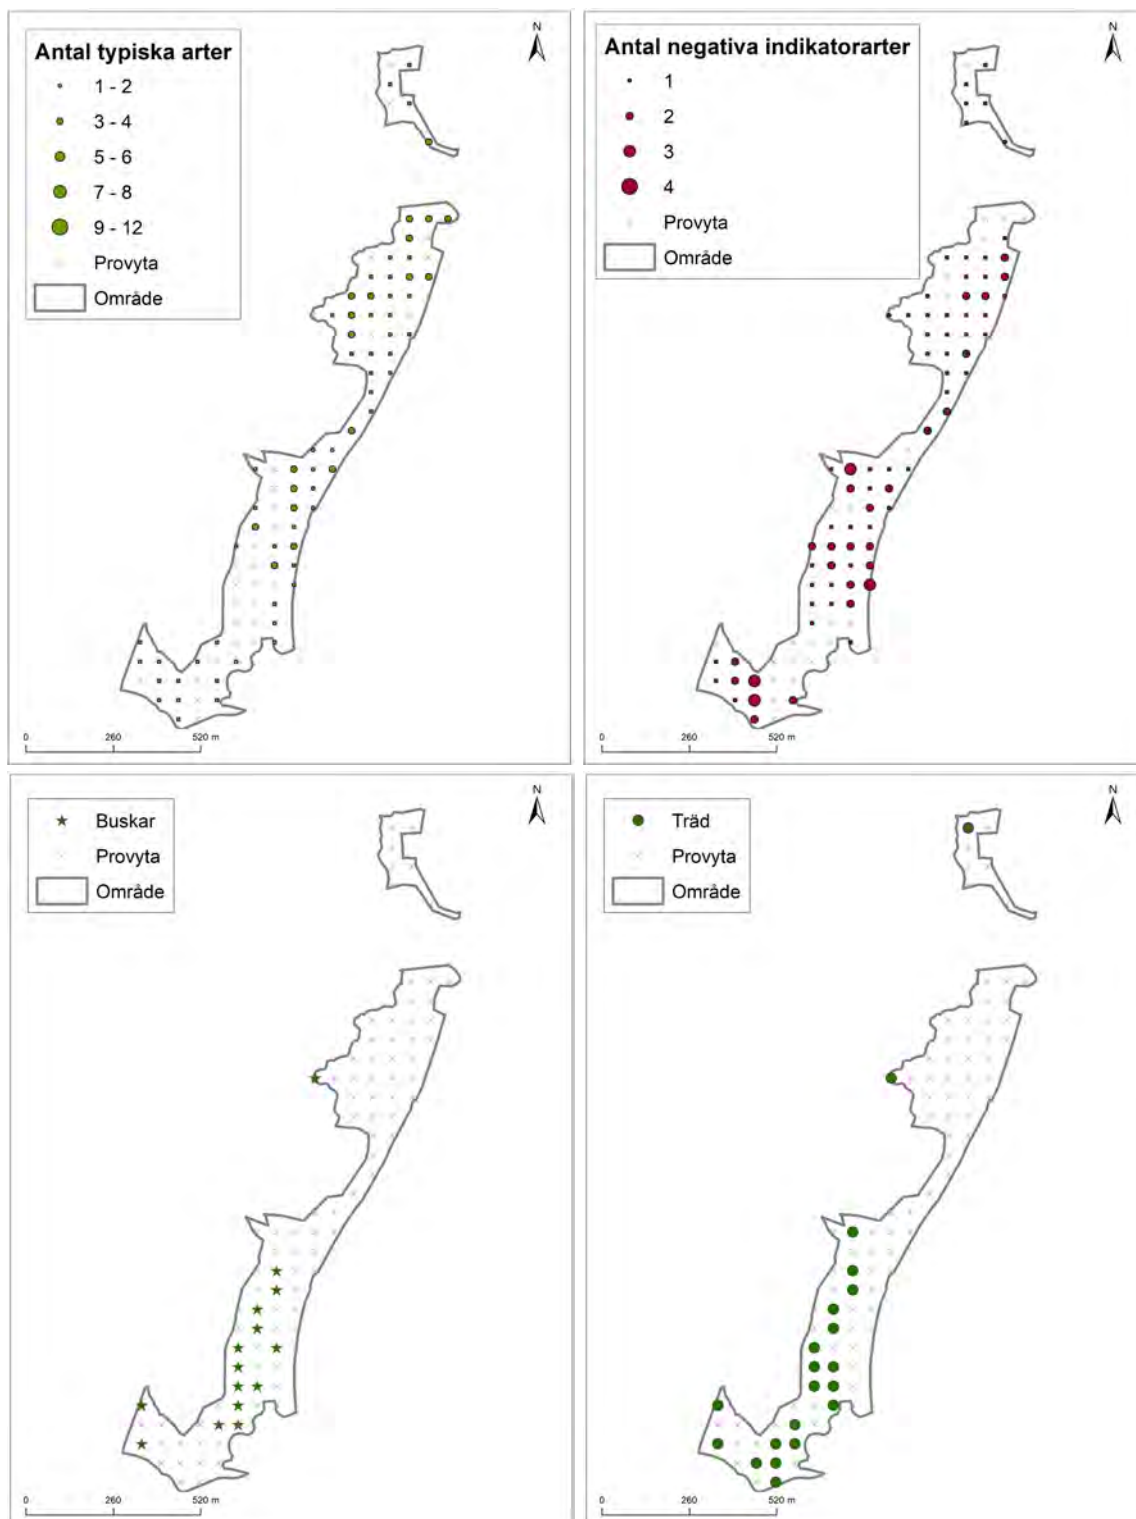 Antal typiska arter
1 - 2
3 - 4
5 - 6
7 - 8
9 - 12
Provyta
Område
N
0 260 520 m
Antal negativa indikatorarter
1
2
3
4
Provyta
Område
N
0 260 520 m
Buskar
Provyta
Område
N
0 260 520 m
Träd
Provyta
Område
N
0 260 520 m